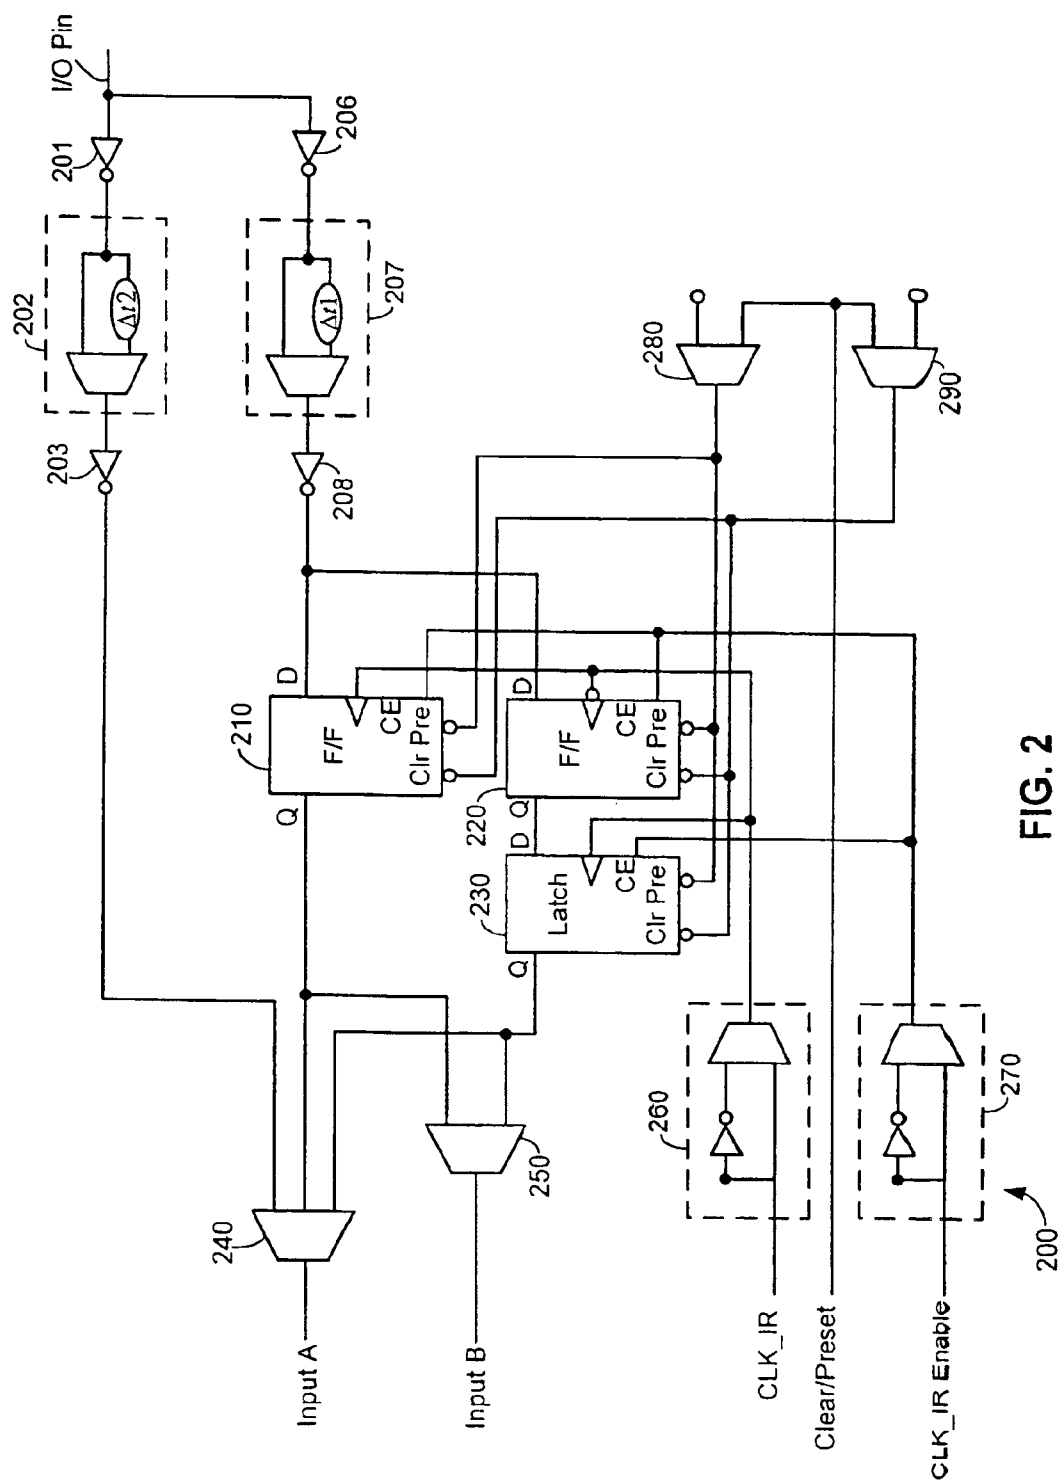 I/O Pin
201
206
202
Δt2
207
Δt1
203
208
280
290
D
210
F/F
CE
Clr Pre
Q
D
220
F/F
CE
Clr Pre
Q
D
230
Latch
CE
Clr Pre
Q
240
250
260
270
Input A
Input B
CLK_IR
Clear/Preset
CLK_IR Enable
200
FIG. 2